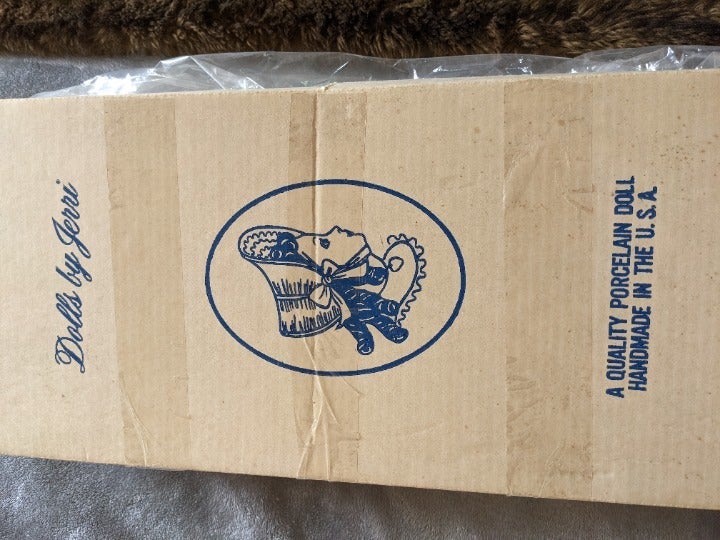 Dolls by Jerri
A QUALITY PORCELAIN DOLL
HANDMADE IN THE U. S. A.